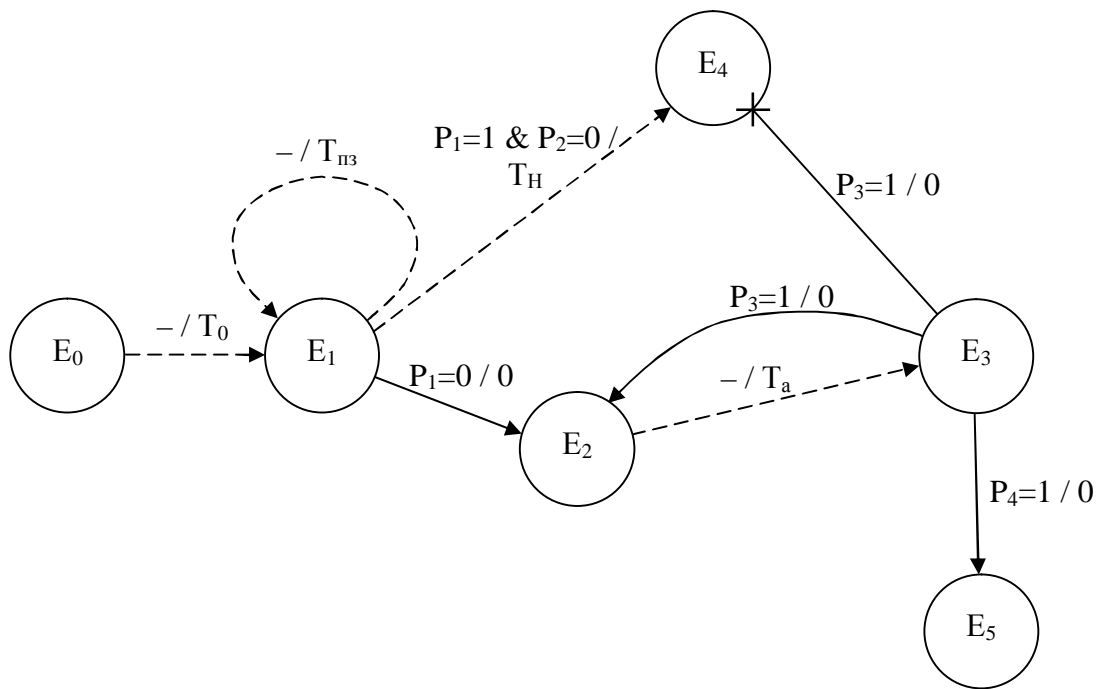 E₄
P₁=1 & P₂=0 /
Tн
– / Tпз
P₃=1 / 0
P₃=1 / 0
– / T₀
E₀
E₁
E₃
P₁=0 / 0
– / Tа
E₂
P₄=1 / 0
E₅